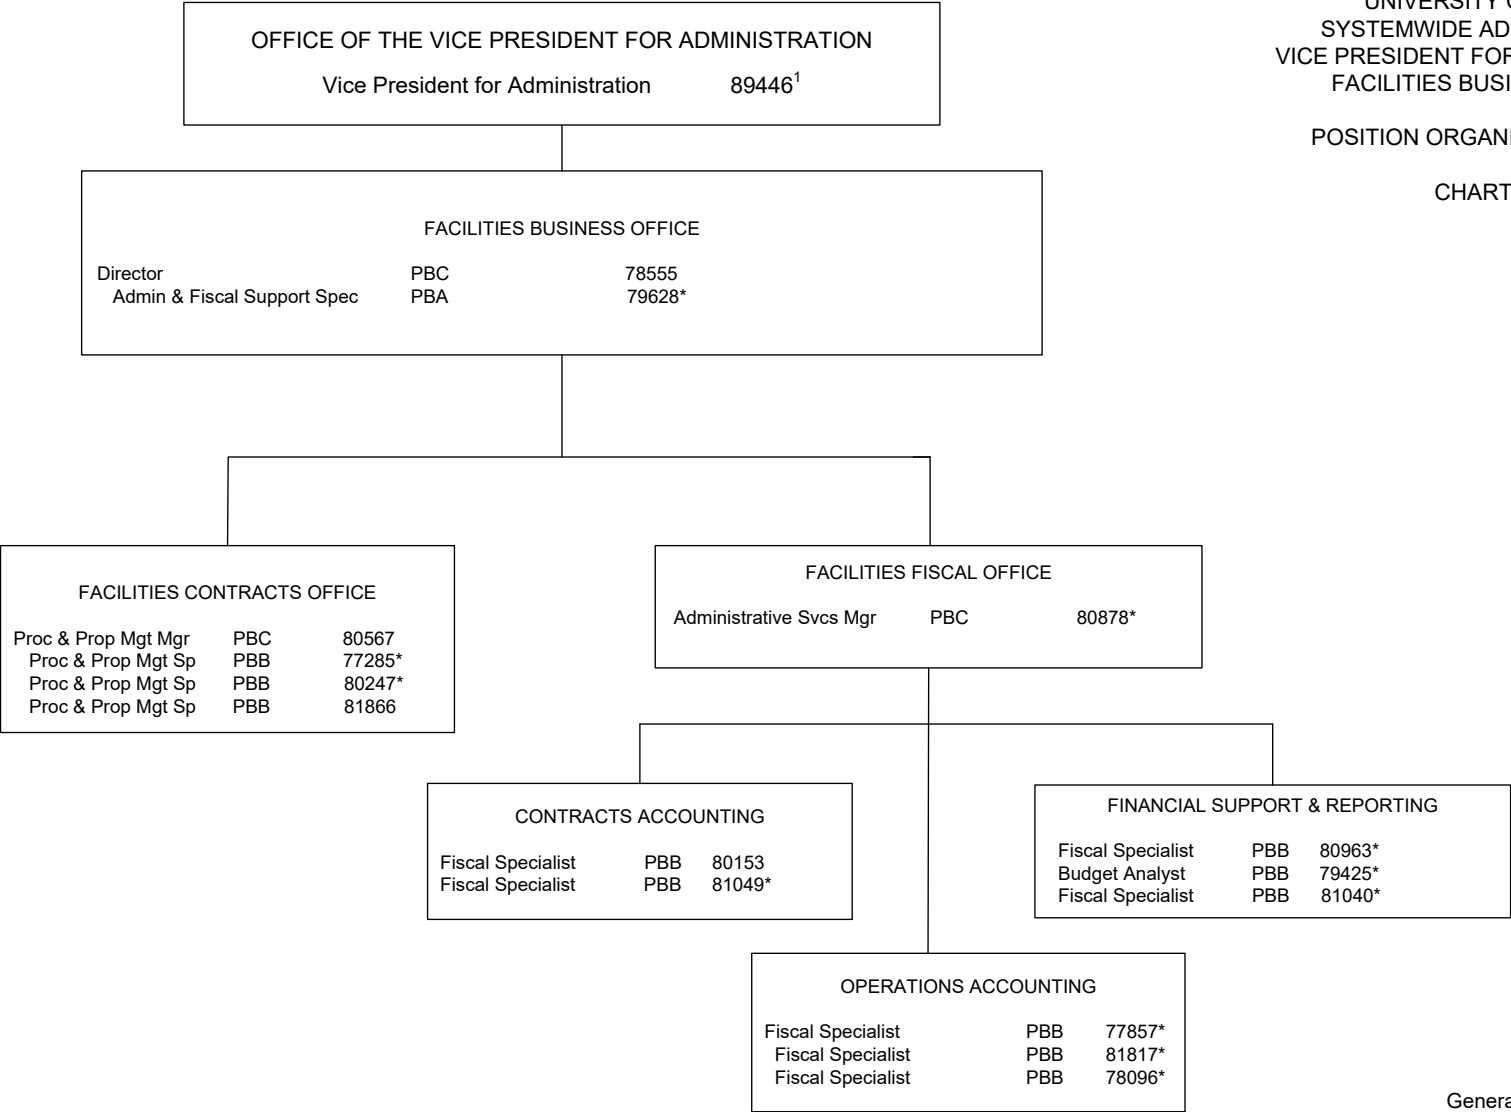 OFFICE OF THE VICE PRESIDENT FOR ADMINISTRATION
Vice President for Administration 89446¹
UNIVERSITY
SYSTEMWIDE AD
VICE PRESIDENT FOR
FACILITIES BUSI
POSITION ORGANI
CHART
FACILITIES BUSINESS OFFICE
Director PBC 78555
Admin & Fiscal Support Spec PBA 79628*
FACILITIES CONTRACTS OFFICE
Proc & Prop Mgt Mgr PBC 80567
Proc & Prop Mgt Sp PBB 77285*
Proc & Prop Mgt Sp PBB 80247*
Proc & Prop Mgt Sp PBB 81866
FACILITIES FISCAL OFFICE
Administrative Svcs Mgr PBC 80878*
CONTRACTS ACCOUNTING
Fiscal Specialist PBB 80153
Fiscal Specialist PBB 81049*
FINANCIAL SUPPORT & REPORTING
Fiscal Specialist PBB 80963*
Budget Analyst PBB 79425*
Fiscal Specialist PBB 81040*
OPERATIONS ACCOUNTING
Fiscal Specialist PBB 77857*
Fiscal Specialist PBB 81817*
Fiscal Specialist PBB 78096*
Genera